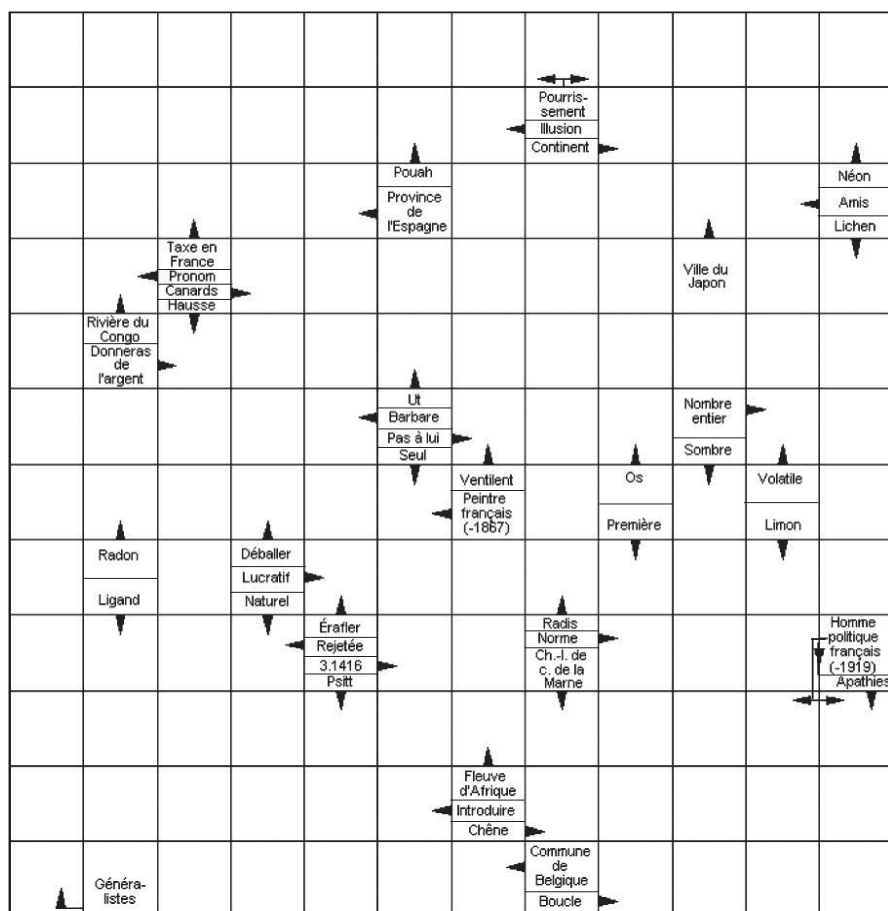 Pourris-
sement
Illusion
Continent
Pouah
Province
de
l'Espagne
Néon
Amis
Lichen
Taxe en
France
Pronom
Canards
Hausse
Ville du
Japon
Rivière du
Congo
Donneras
de
l'argent
Ut
Barbare
Pas à lui
Seul
Nombre
entier
Sombre
Ventilent
Peintre
français
(-1867)
Os
Première
Volatile
Limon
Radon
Ligand
Déballer
Lucratif
Naturel
Érafler
Rejetée
3.1416
Psitt
Radis
Norme
Ch.-l. de
c. de la
Marne
Homme
politique
français
(-1919)
Apathies
Fleuve
d'Afrique
Introduire
Chêne
Généra-
listes
Commune
de
Belgique
Boucle